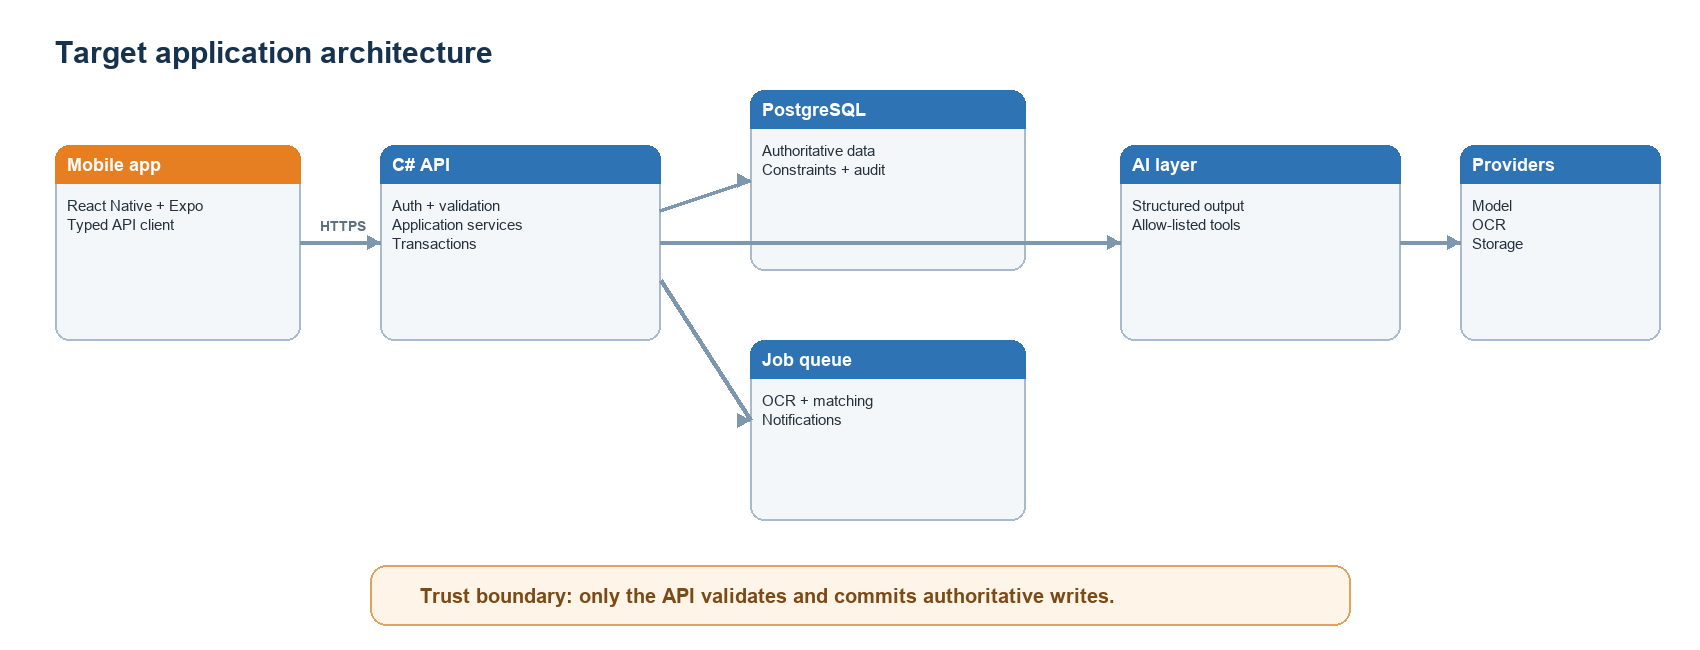 Target application architecture
Mobile app
React Native + Expo
Typed API client
HTTPS
C# API
Auth + validation
Application services
Transactions
PostgreSQL
Authoritative data
Constraints + audit
Job queue
OCR + matching
Notifications
AI layer
Structured output
Allow-listed tools
Providers
Model
OCR
Storage
Trust boundary: only the API validates and commits authoritative writes.